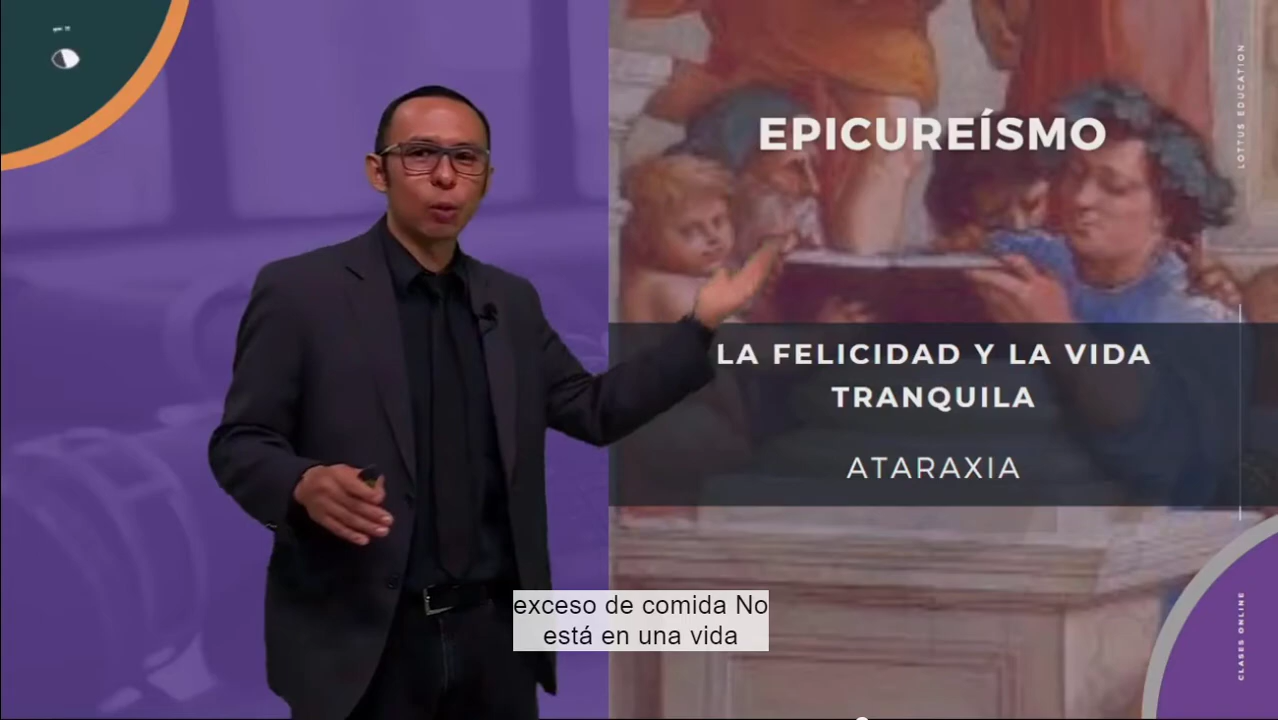 EPICUREÍSMO
LOTTUS EDUCATION
LA FELICIDAD Y LA VIDA
TRANQUILA
ATARAXIA
exceso de comida No
está en una vida
CLASES ONLINE